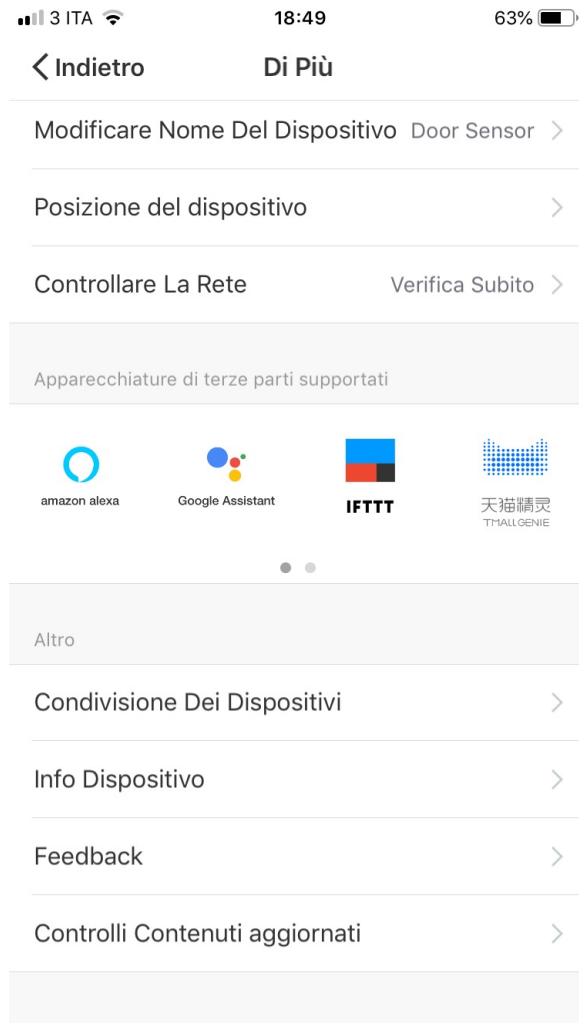 3 ITA 18:49 63%
Indietro Di Più
Modificare Nome Del Dispositivo Door Sensor
Posizione del dispositivo
Controllare La Rete Verifica Subito
Apparecchiature di terze parti supportati
amazon alexa
Google Assistant
IFTTT
天猫精灵
TMALL GENIE
Altro
Condivisione Dei Dispositivi
Info Dispositivo
Feedback
Controlli Contenuti aggiornati